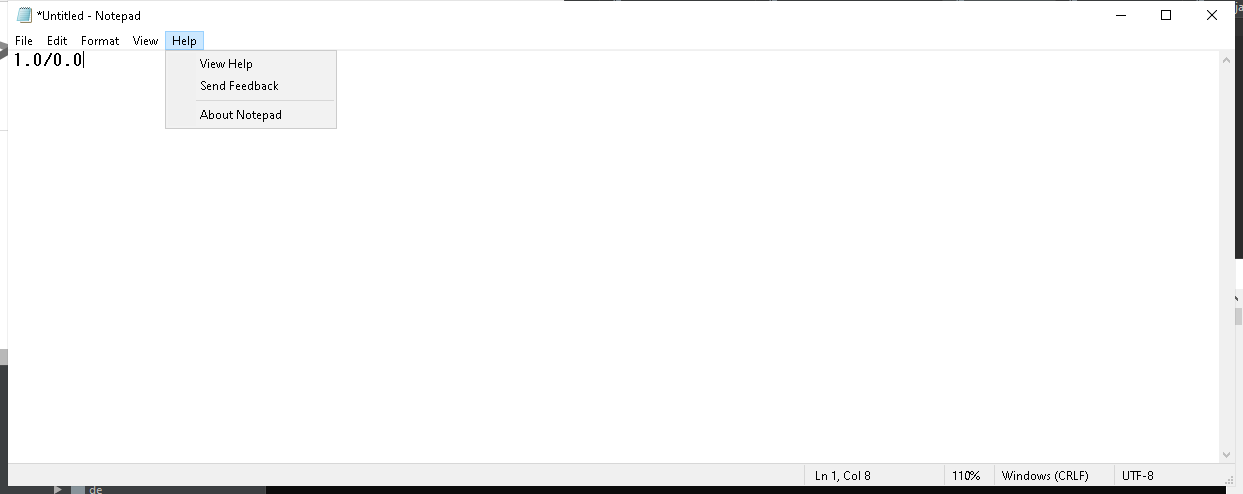 *Untitled - Notepad
File Edit Format View Help
1.0/0.0
View Help
Send Feedback
About Notepad
Ln 1, Col 8 110% Windows (CRLF) UTF-8
de